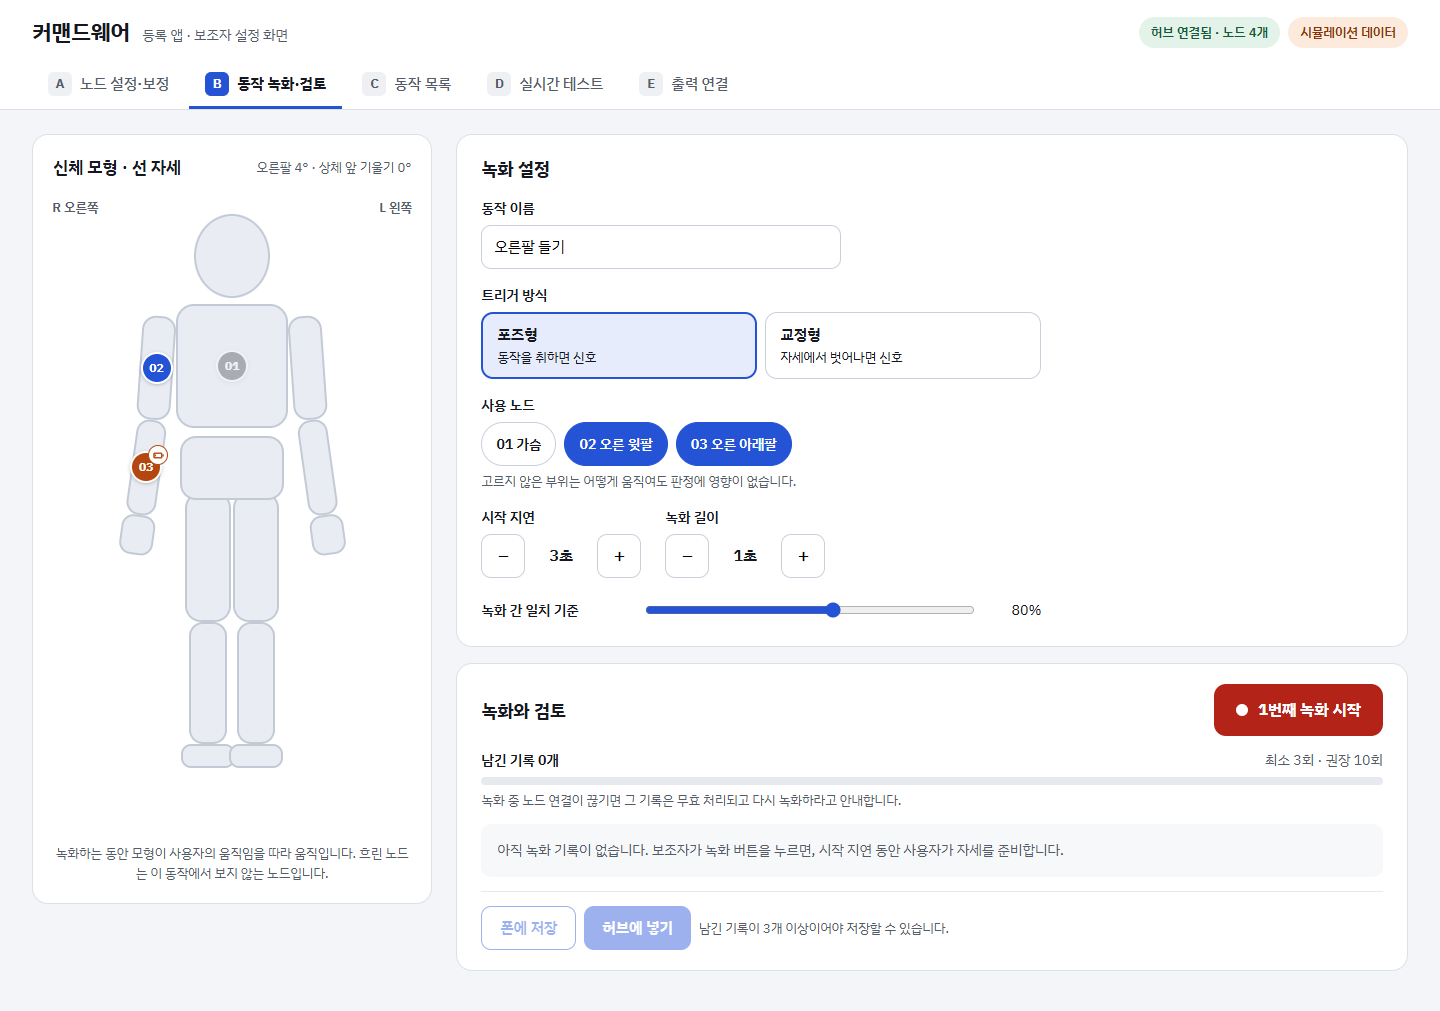 커맨드웨어 등록 앱 · 보조자 설정 화면
허브 연결됨 · 노드 4개
시뮬레이션 데이터
A 노드 설정·보정
B 동작 녹화·검토
C 동작 목록
D 실시간 테스트
E 출력 연결
신체 모형 · 선 자세
오른팔 4° · 상체 앞 기울기 0°
R 오른쪽
L 왼쪽
02
01
03
녹화하는 동안 모형이 사용자의 움직임을 따라 움직입니다. 흐린 노드
는 이 동작에서 보지 않는 노드입니다.
녹화 설정
동작 이름
오른팔 들기
트리거 방식
포즈형
동작을 취하면 신호
교정형
자세에서 벗어나면 신호
사용 노드
01 가슴
02 오른 윗팔
03 오른 아래팔
고르지 않은 부위는 어떻게 움직여도 판정에 영향이 없습니다.
시작 지연
녹화 길이
− 3초 +
− 1초 +
녹화 간 일치 기준
80%
녹화와 검토
1번째 녹화 시작
남긴 기록 0개
최소 3회 · 권장 10회
녹화 중 노드 연결이 끊기면 그 기록은 무효 처리되고 다시 녹화하라고 안내합니다.
아직 녹화 기록이 없습니다. 보조자가 녹화 버튼을 누르면, 시작 지연 동안 사용자가 자세를 준비합니다.
폰에 저장
허브에 넣기
남긴 기록이 3개 이상이어야 저장할 수 있습니다.